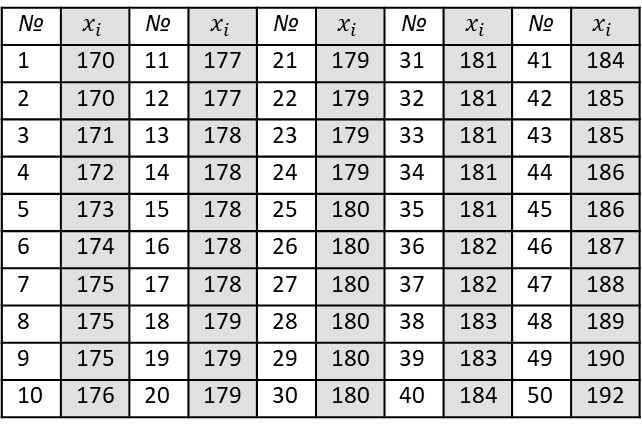 № xᵢ № xᵢ № xᵢ № xᵢ № xᵢ
1 170 11 177 21 179 31 181 41 184
2 170 12 177 22 179 32 181 42 185
3 171 13 178 23 179 33 181 43 185
4 172 14 178 24 179 34 181 44 186
5 173 15 178 25 180 35 181 45 186
6 174 16 178 26 180 36 182 46 187
7 175 17 178 27 180 37 182 47 188
8 175 18 179 28 180 38 183 48 189
9 175 19 179 29 180 39 183 49 190
10 176 20 179 30 180 40 184 50 192